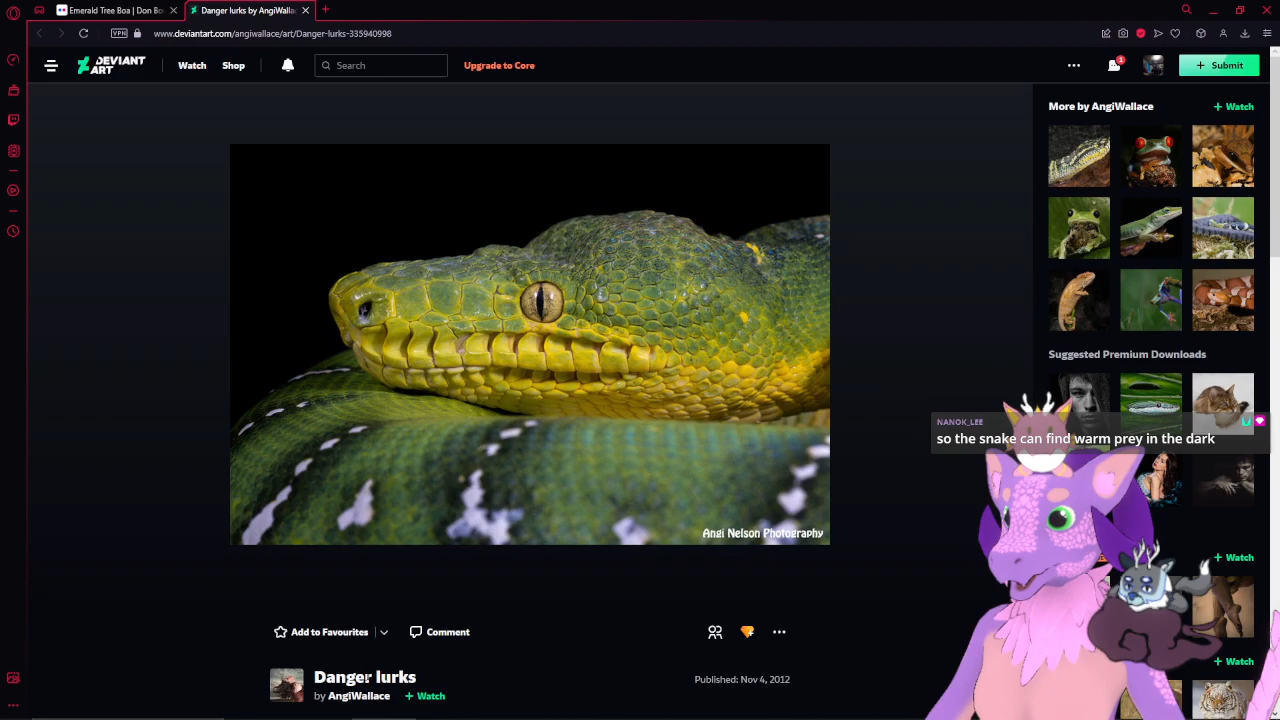 Emerald Tree Boa | Don Bo
Danger lurks by AngiWalla
VPN
www.deviantart.com/angiwallace/art/Danger-lurks-335940998
DEVIANT ART
Watch
Shop
Search
Upgrade to Core
1
+ Submit
More by AngiWallace
+ Watch
Suggested Premium Downloads
NANOK_LEE
so the snake can find warm prey in the dark
Angi Nelson Photography
+ Watch
Add to Favourites
Comment
+ Watch
Danger lurks
by AngiWallace
+ Watch
Published: Nov 4, 2012